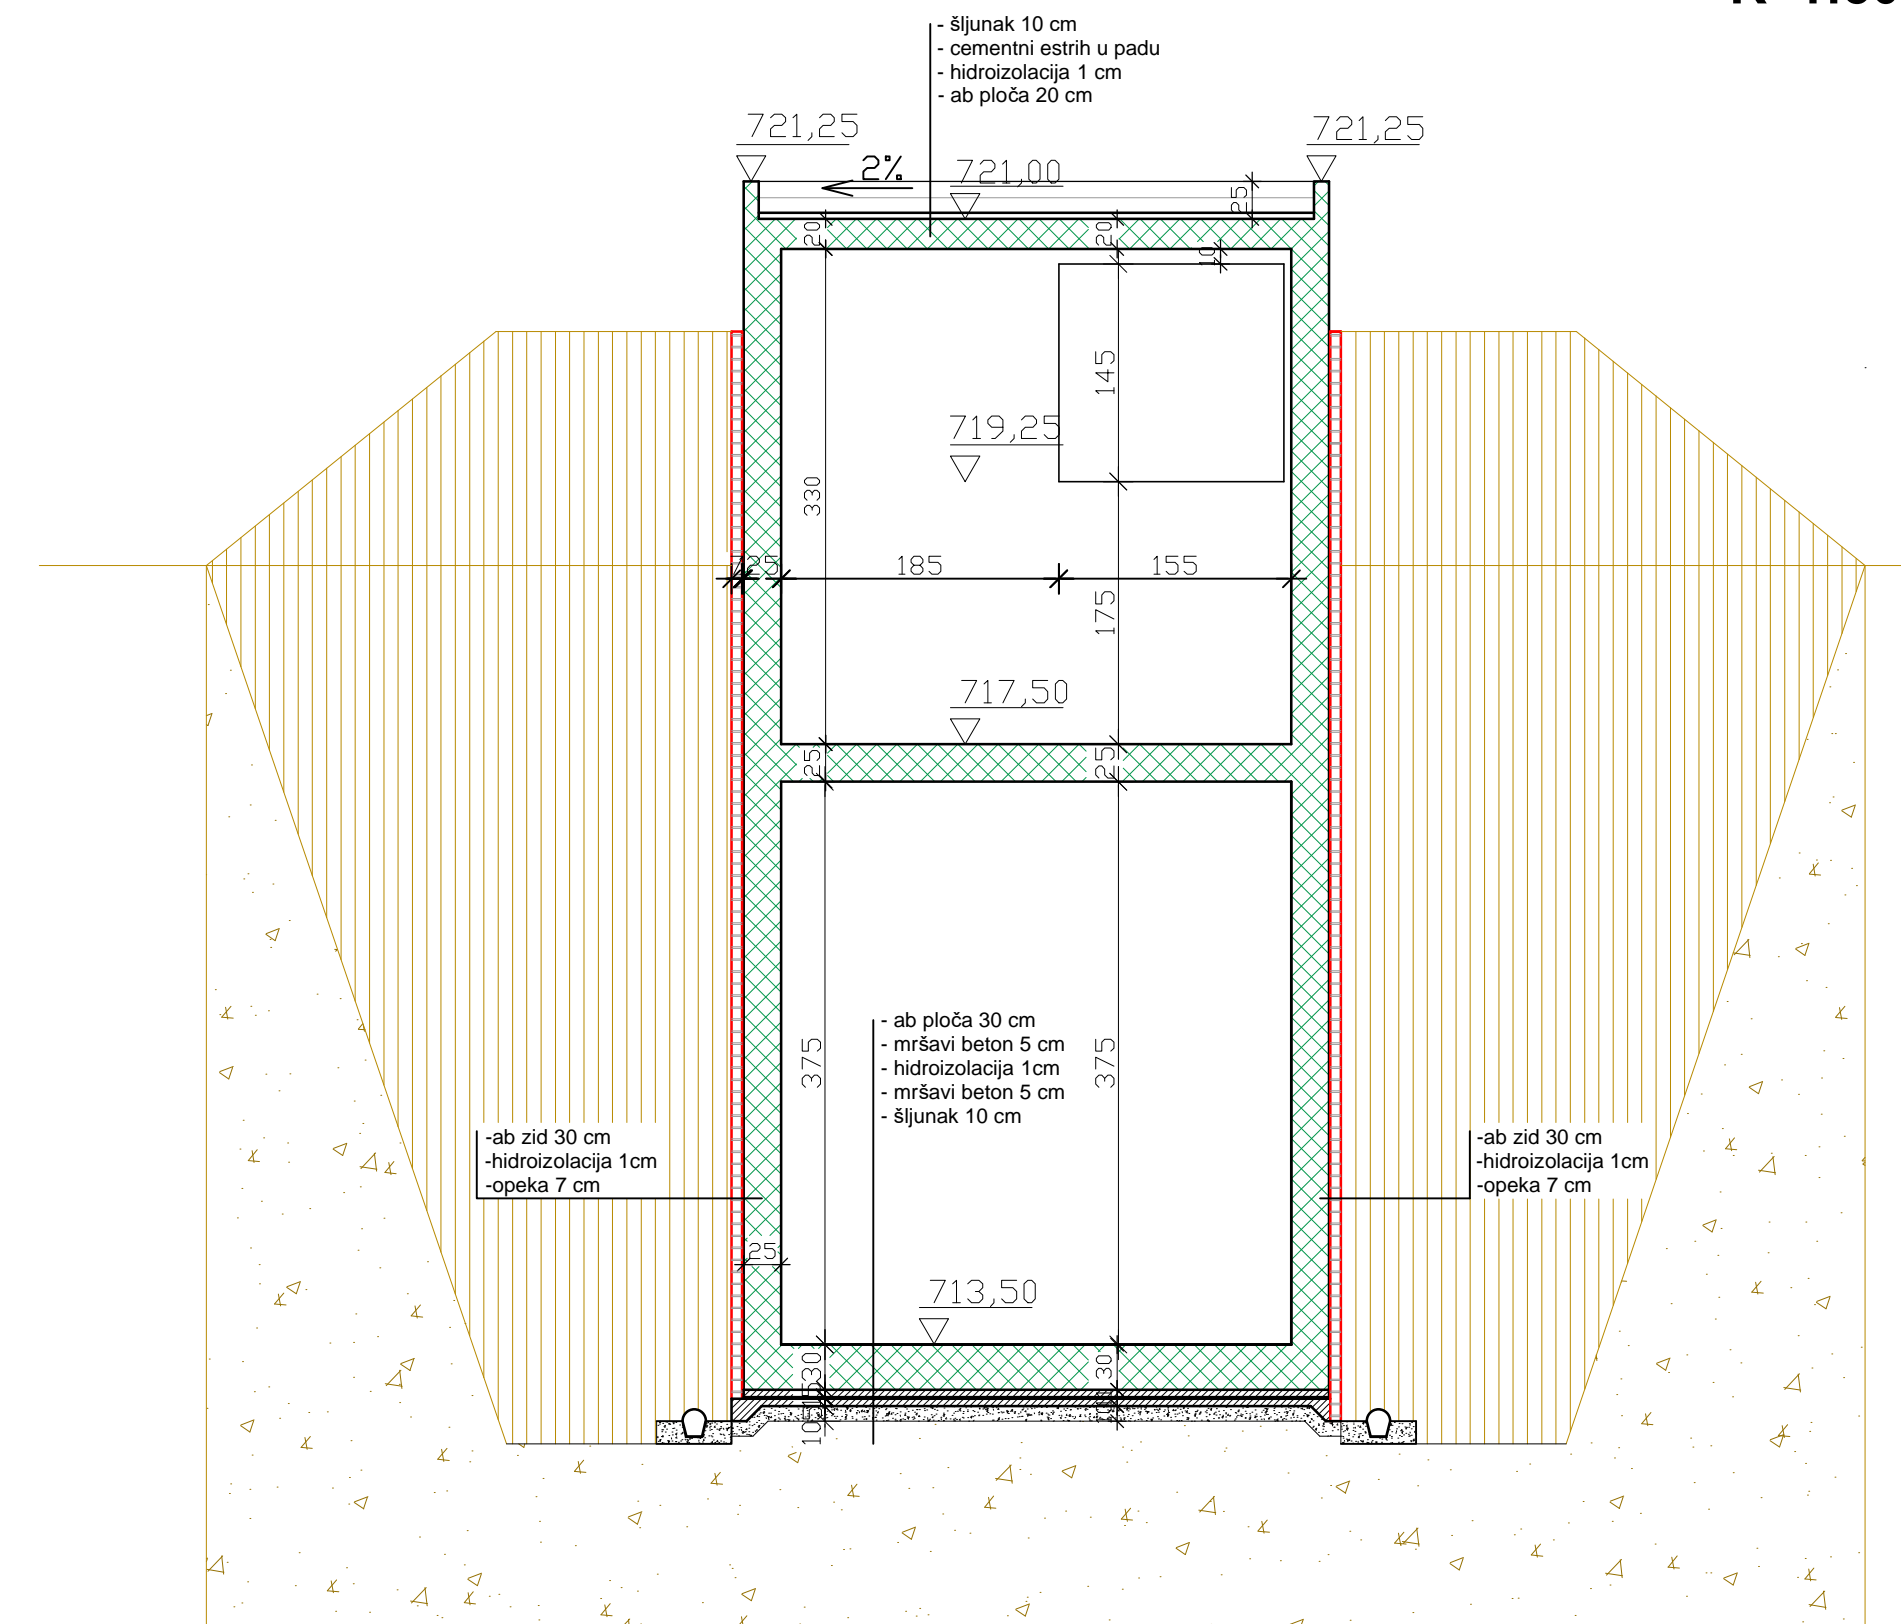 - šljunak 10 cm
- cementni estrih u padu
- hidroizolacija 1 cm
- ab ploča 20 cm
721,25
721,25
2%
721,00
25
20
20
10
145
719,25
330
725
185
155
175
717,50
25
25
375
375
- ab ploča 30 cm
- mršavi beton 5 cm
- hidroizolacija 1cm
- mršavi beton 5 cm
- šljunak 10 cm
-ab zid 30 cm
-hidroizolacija 1cm
-opeka 7 cm
-ab zid 30 cm
-hidroizolacija 1cm
-opeka 7 cm
25
713,50
30
30